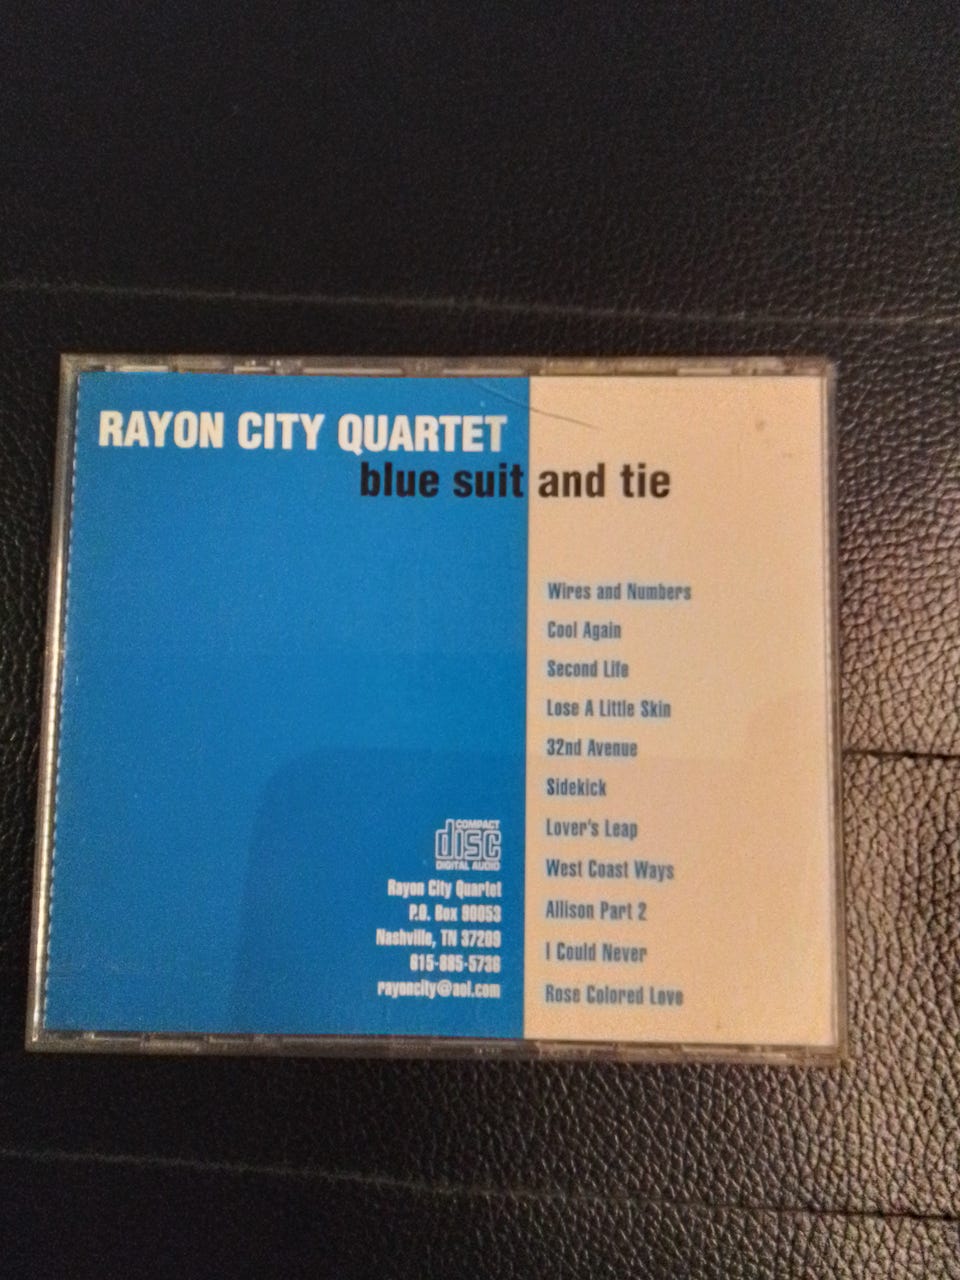 RAYON CITY QUARTET
blue suit and tie
Wires and Numbers
Cool Again
Second Life
Lose A Little Skin
32nd Avenue
Sidekick
Lover's Leap
West Coast Ways
Allison Part 2
I Could Never
Rose Colored Love
COMPACT
disc
DIGITAL AUDIO
Rayon City Quartet
P.O. Box 90053
Nashville, TN 37209
615-885-5736
rayoncity@aol.com